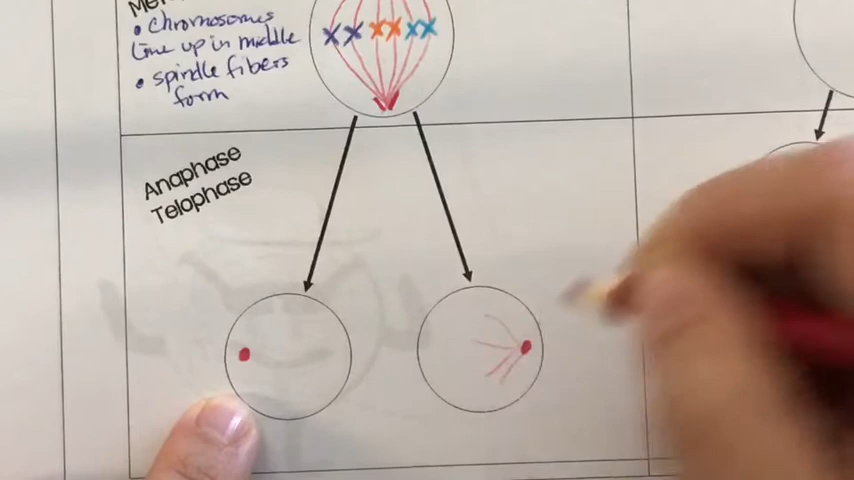 • chromosomes
line up in middle
• spindle fibers
form
Anaphase
Telophase